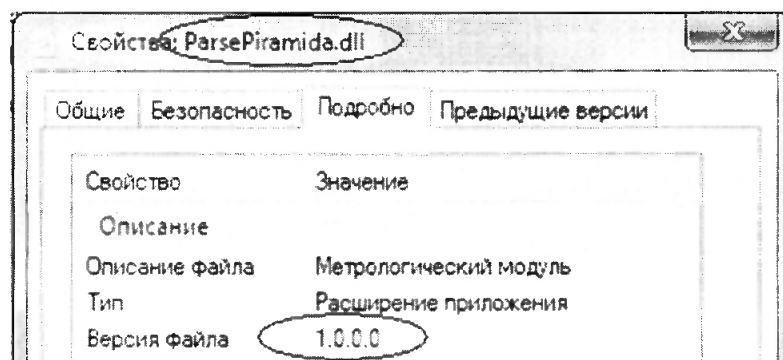 Свойства: ParsePiramida.dll
Общие Безопасность Подробно Предыдущие версии
Свойство Значение
Описание
Описание файла Метрологический модуль
Тип Расширение приложения
Версия файла 1.0.0.0